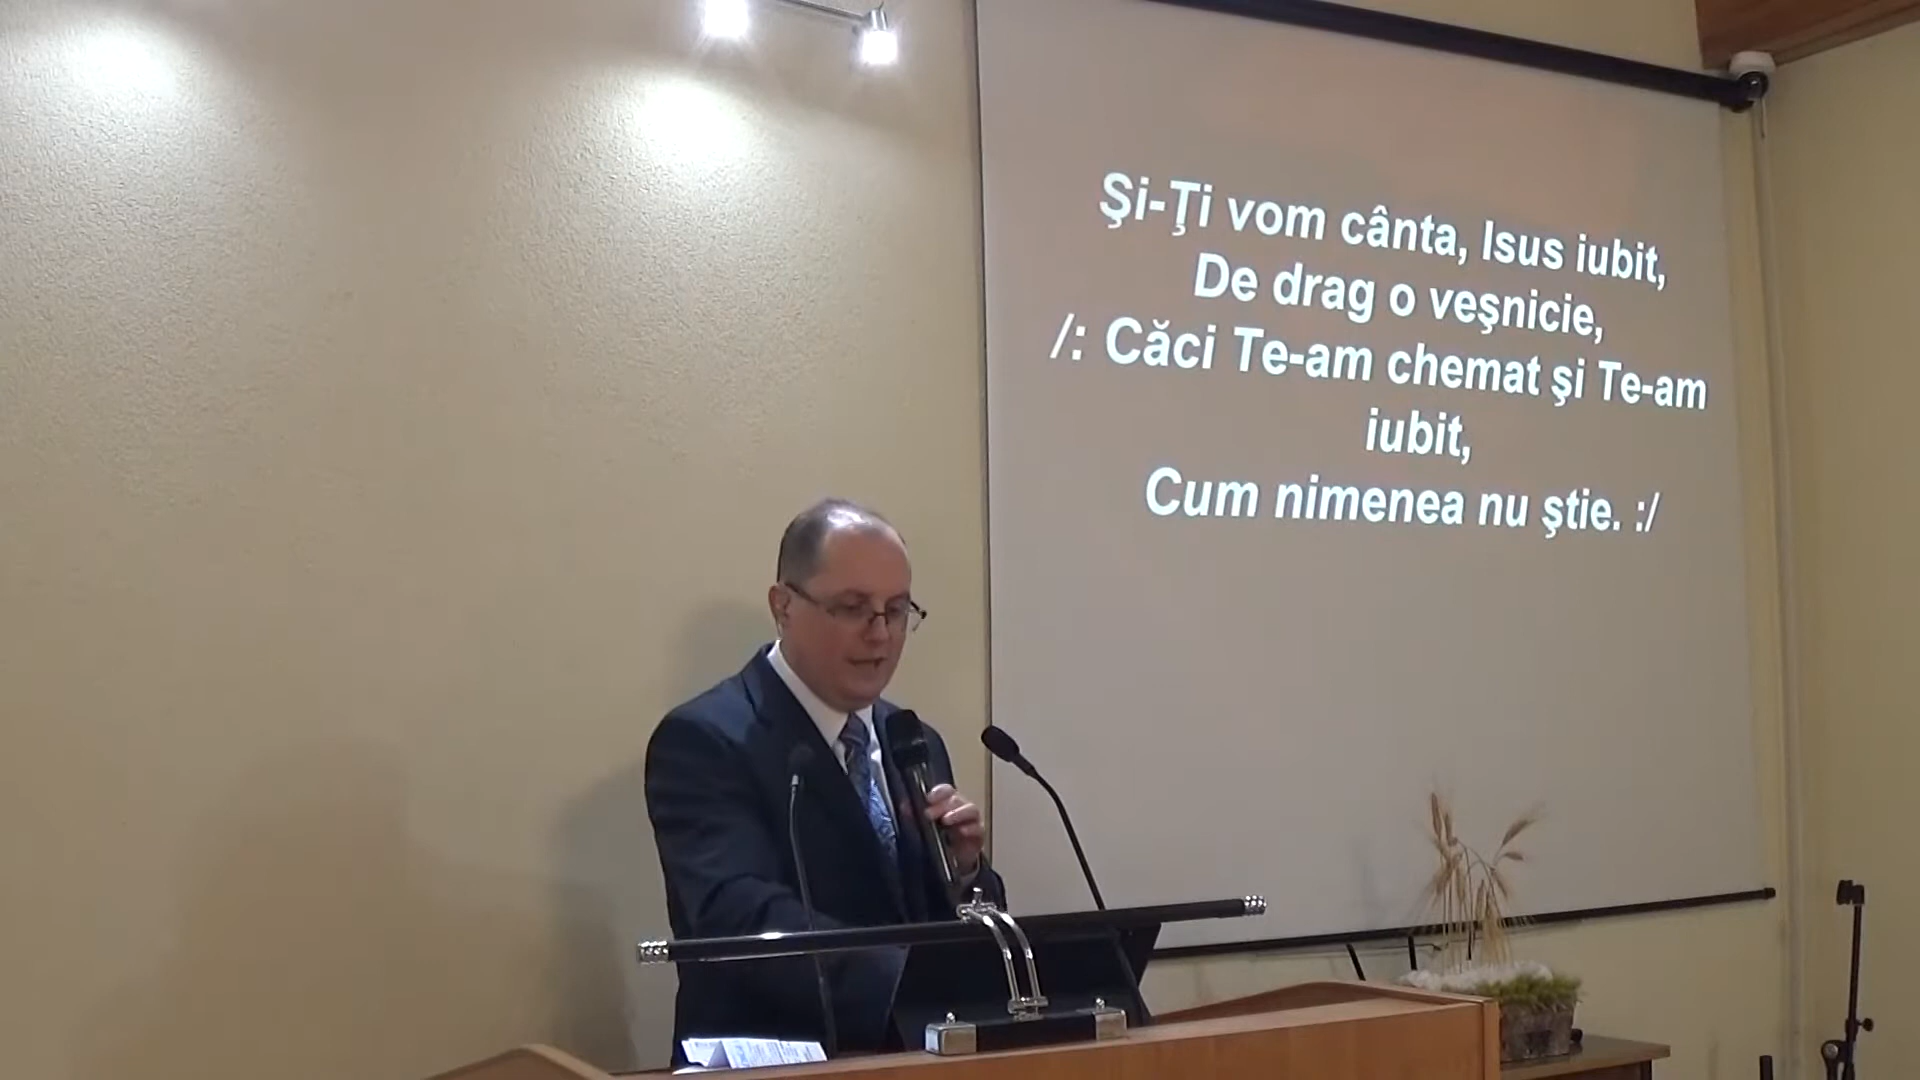 Şi-Ţi vom cânta, Isus iubit,
De drag o veşnicie,
/: Căci Te-am chemat şi Te-am
iubit,
Cum nimenea nu ştie. :/